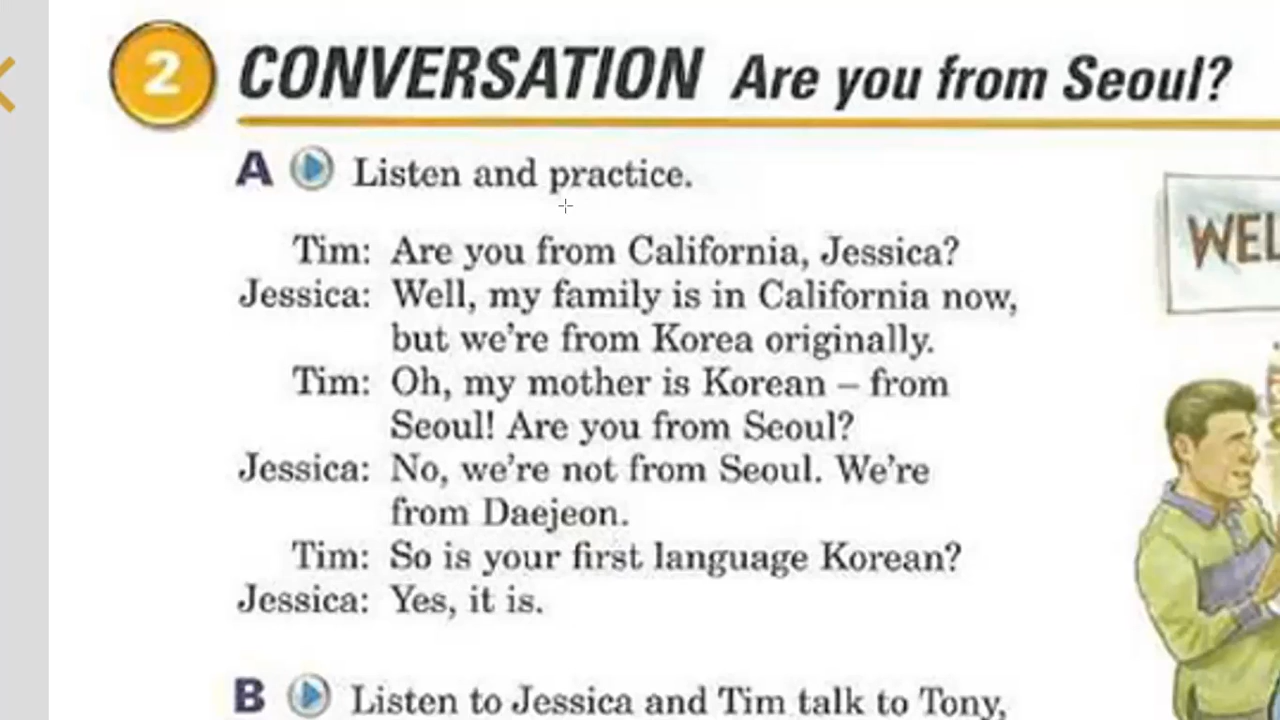 2 CONVERSATION Are you from Seoul?
A Listen and practice.
Tim: Are you from California, Jessica?
Jessica: Well, my family is in California now,
but we're from Korea originally.
Tim: Oh, my mother is Korean – from
Seoul! Are you from Seoul?
Jessica: No, we're not from Seoul. We're
from Daejeon.
Tim: So is your first language Korean?
Jessica: Yes, it is.
B Listen to Jessica and Tim talk to Tony,